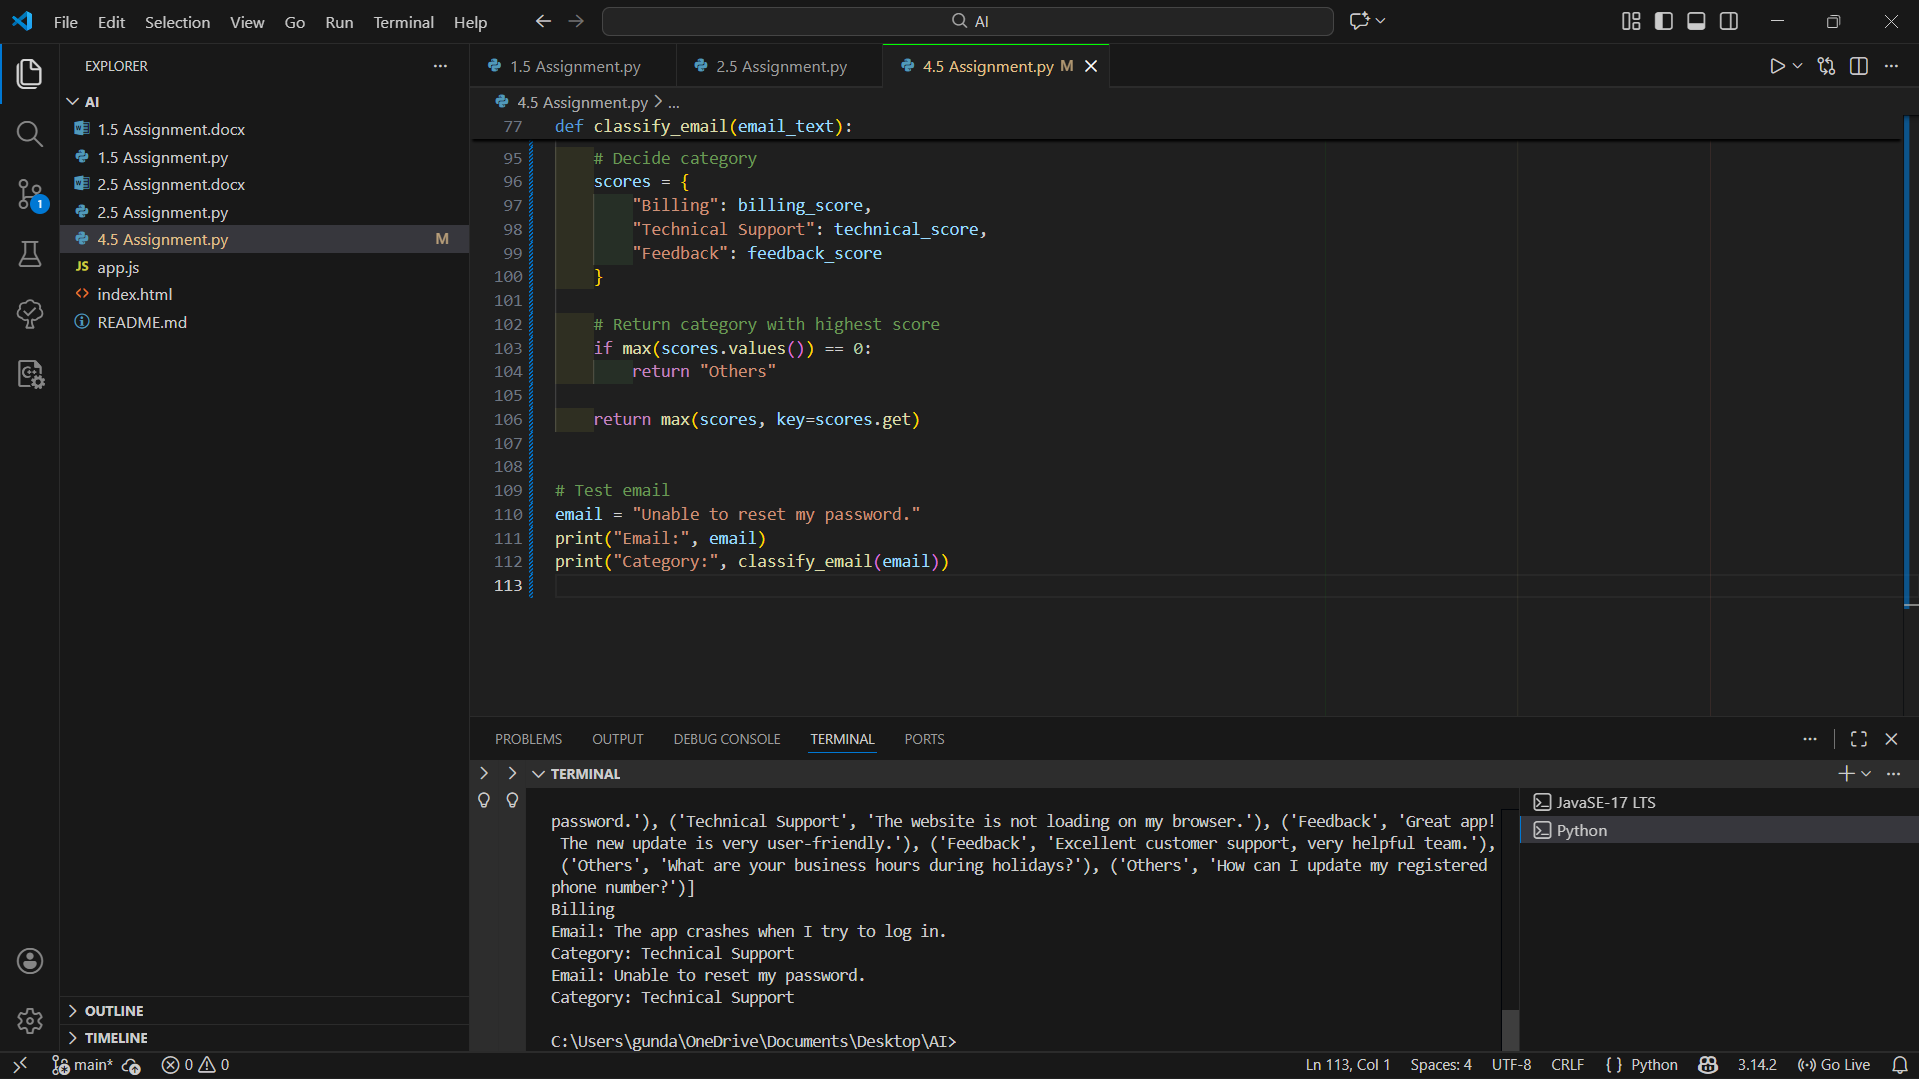 File Edit Selection View Go Run Terminal Help
AI
EXPLORER
AI
1.5 Assignment.docx
1.5 Assignment.py
2.5 Assignment.docx
2.5 Assignment.py
4.5 Assignment.py M
JS app.js
index.html
README.md
OUTLINE
TIMELINE
1
1.5 Assignment.py 2.5 Assignment.py 4.5 Assignment.py M
4.5 Assignment.py > ...
77 def classify_email(email_text):
95 # Decide category
96 scores = {
97 "Billing": billing_score,
98 "Technical Support": technical_score,
99 "Feedback": feedback_score
100 }
101
102 # Return category with highest score
103 if max(scores.values()) == 0:
104 return "Others"
105
106 return max(scores, key=scores.get)
107
108
109 # Test email
110 email = "Unable to reset my password."
111 print("Email:", email)
112 print("Category:", classify_email(email))
113
PROBLEMS OUTPUT DEBUG CONSOLE TERMINAL PORTS
TERMINAL
password.'), ('Technical Support', 'The website is not loading on my browser.'), ('Feedback', 'Great app!
The new update is very user-friendly.'), ('Feedback', 'Excellent customer support, very helpful team.'),
('Others', 'What are your business hours during holidays?'), ('Others', 'How can I update my registered
phone number?')]
Billing
Email: The app crashes when I try to log in.
Category: Technical Support
Email: Unable to reset my password.
Category: Technical Support
C:\Users\gunda\OneDrive\Documents\Desktop\AI>
JavaSE-17 LTS
Python
main* 0 0 Ln 113, Col 1 Spaces: 4 UTF-8 CRLF { } Python 3.14.2 Go Live